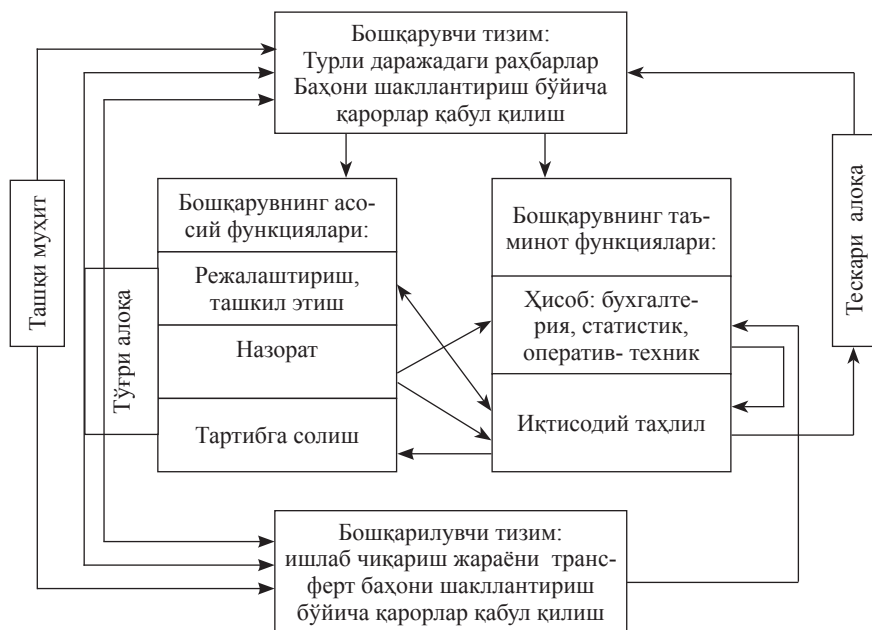 Бошқарувчи тизим:
Турли даражадаги раҳбарлар
Баҳони шакллантириш бўйича
қарорлар қабул қилиш
Ташқи муҳит
Тўғри алоқа
Бошқарувнинг асо-
сий функциялари:
Режалаштириш,
ташкил этиш
Назорат
Тартибга солиш
Бошқарувнинг таъ-
минот функциялари:
Ҳисоб: бухгалте-
рия, статистик,
оператив- техник
Иқтисодий таҳлил
Тескари алоқа
Бошқарилувчи тизим:
ишлаб чиқариш жараёни транс-
ферт баҳони шакллантириш
бўйича қарорлар қабул қилиш